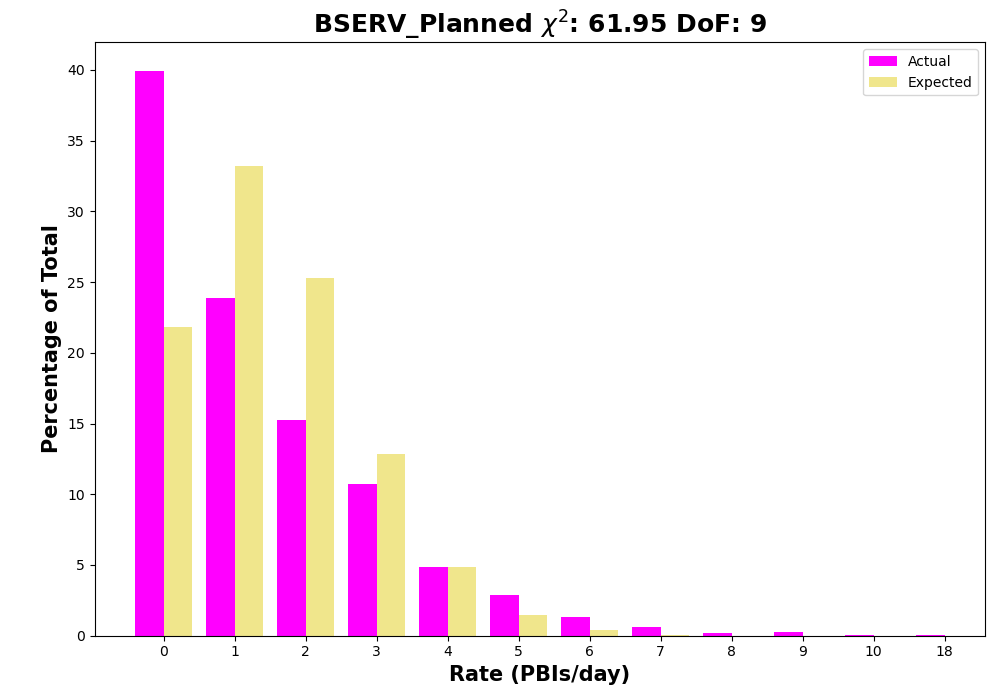 BSERV_Planned χ²: 61.95 DoF: 9
Actual
Expected
Percentage of Total
40
35
30
25
20
15
10
5
0
0 1 2 3 4 5 6 7 8 9 10 18
Rate (PBIs/day)